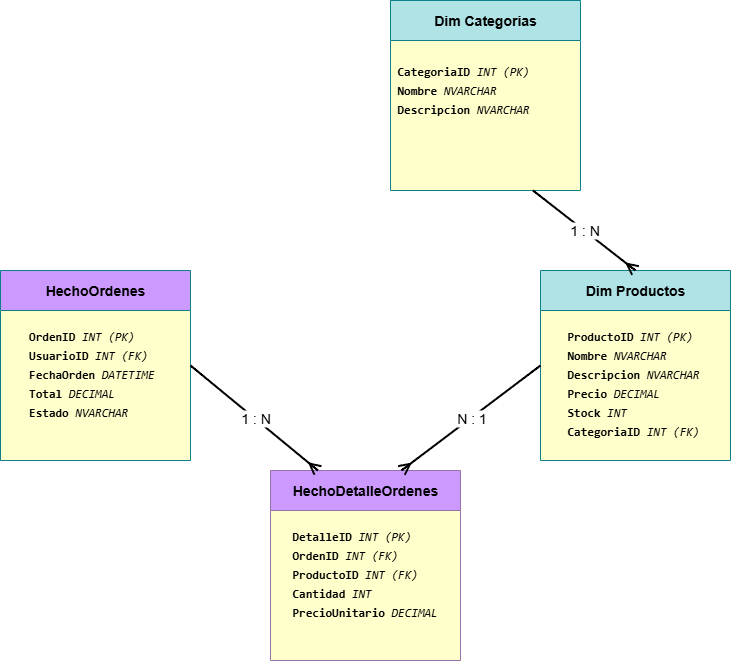 Dim Categorias
CategoriaID INT (PK)
Nombre NVARCHAR
Descripcion NVARCHAR
1 : N
HechoOrdenes
OrdenID INT (PK)
UsuarioID INT (FK)
FechaOrden DATETIME
Total DECIMAL
Estado NVARCHAR
Dim Productos
ProductoID INT (PK)
Nombre NVARCHAR
Descripcion NVARCHAR
Precio DECIMAL
Stock INT
CategoriaID INT (FK)
1 : N
N : 1
HechoDetalleOrdenes
DetalleID INT (PK)
OrdenID INT (FK)
ProductoID INT (FK)
Cantidad INT
PrecioUnitario DECIMAL